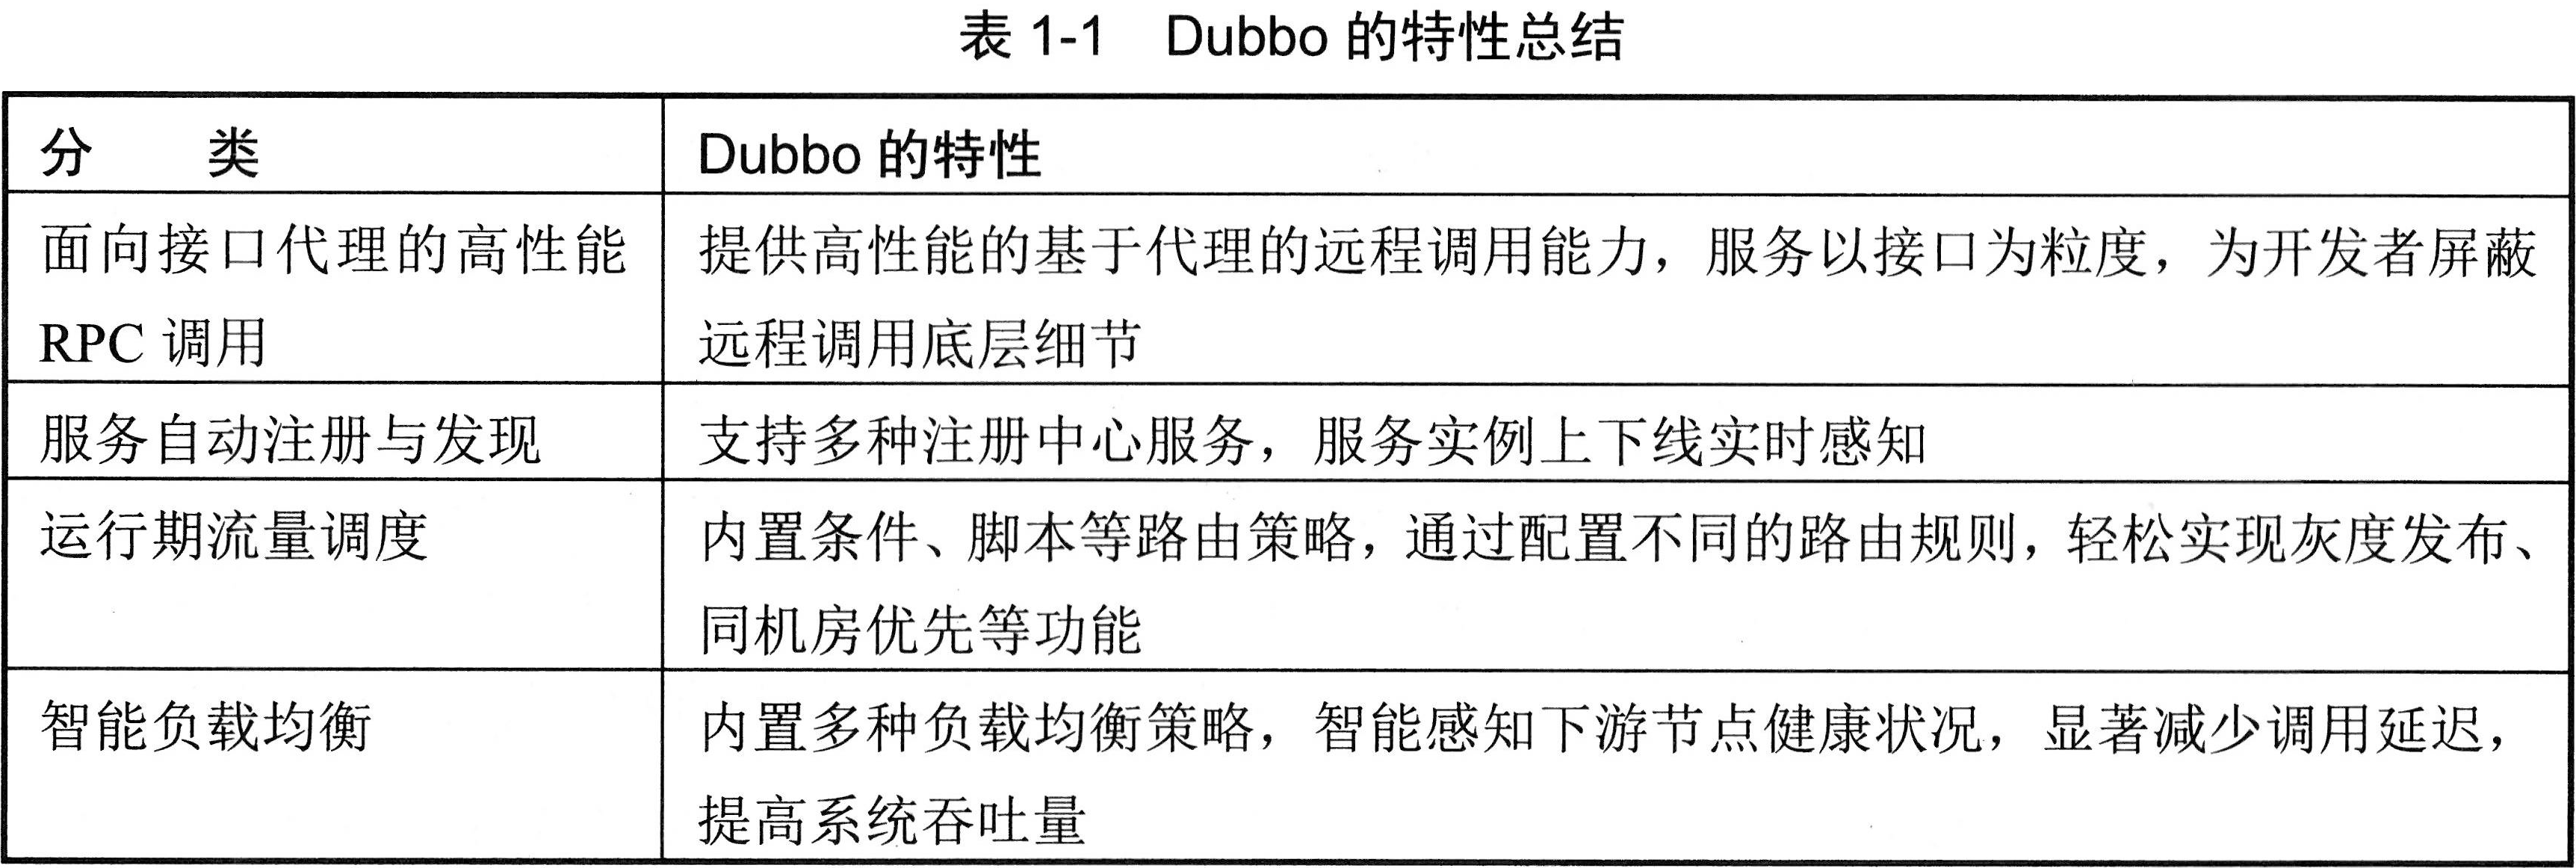 表 1-1 Dubbo 的特性总结
分 类
Dubbo 的特性
面向接口代理的高性能
RPC 调用
提供高性能的基于代理的远程调用能力，服务以接口为粒度，为开发者屏蔽
远程调用底层细节
服务自动注册与发现
支持多种注册中心服务，服务实例上下线实时感知
运行期流量调度
内置条件、脚本等路由策略，通过配置不同的路由规则，轻松实现灰度发布、
同机房优先等功能
智能负载均衡
内置多种负载均衡策略，智能感知下游节点健康状况，显著减少调用延迟，
提高系统吞吐量